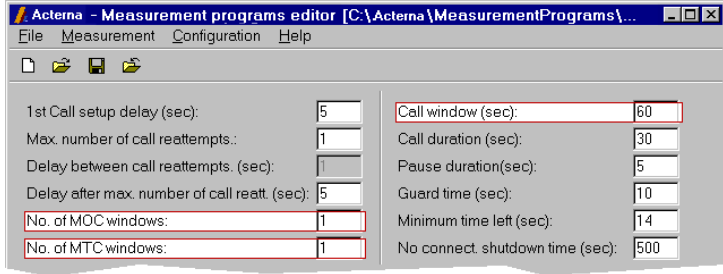 Acterna - Measurement programs editor [C:\Acterna\MeasurementPrograms\...
File Measurement Configuration Help
1st Call setup delay (sec): 5
Max. number of call reattempts.: 1
Delay between call reattempts. (sec): 1
Delay after max. number of call reatt. (sec): 5
No. of MOC windows: 1
No. of MTC windows: 1
Call window (sec): 60
Call duration (sec): 30
Pause duration(sec): 5
Guard time (sec): 10
Minimum time left (sec): 14
No connect. shutdown time (sec): 500